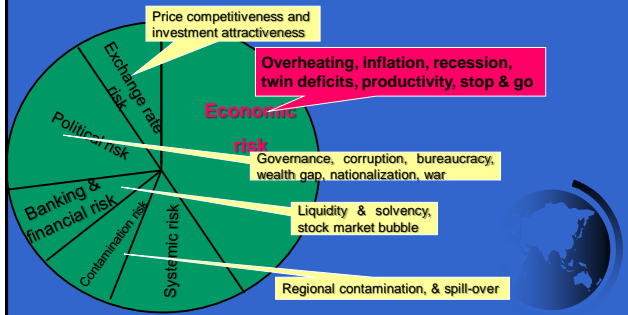 Price competitiveness and
investment attractiveness
Exchange rate
risk
Overheating, inflation, recession,
twin deficits, productivity, stop & go
Economic
risk
Political risk
Governance, corruption, bureaucracy,
wealth gap, nationalization, war
Banking &
financial risk
Liquidity & solvency,
stock market bubble
Contamination risk
Systemic risk
Regional contamination, & spill-over